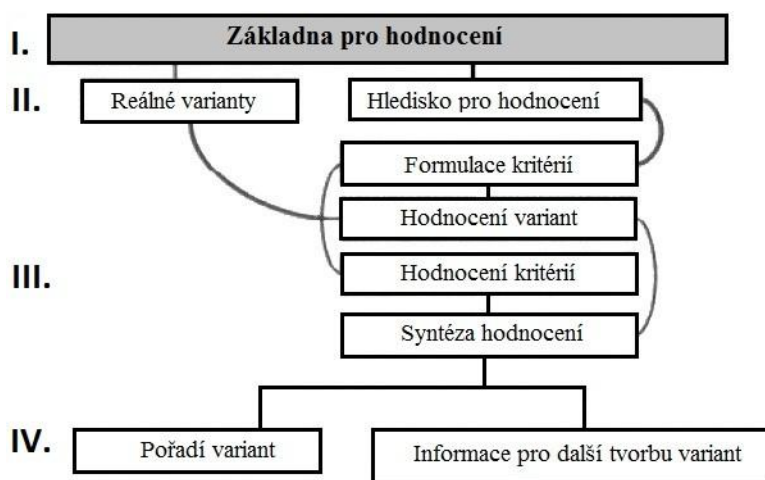 I.
Základna pro hodnocení
II.
Reálné varianty
Hledisko pro hodnocení
Formulace kritérií
Hodnocení variant
III.
Hodnocení kritérií
Syntéza hodnocení
IV.
Pořadí variant
Informace pro další tvorbu variant